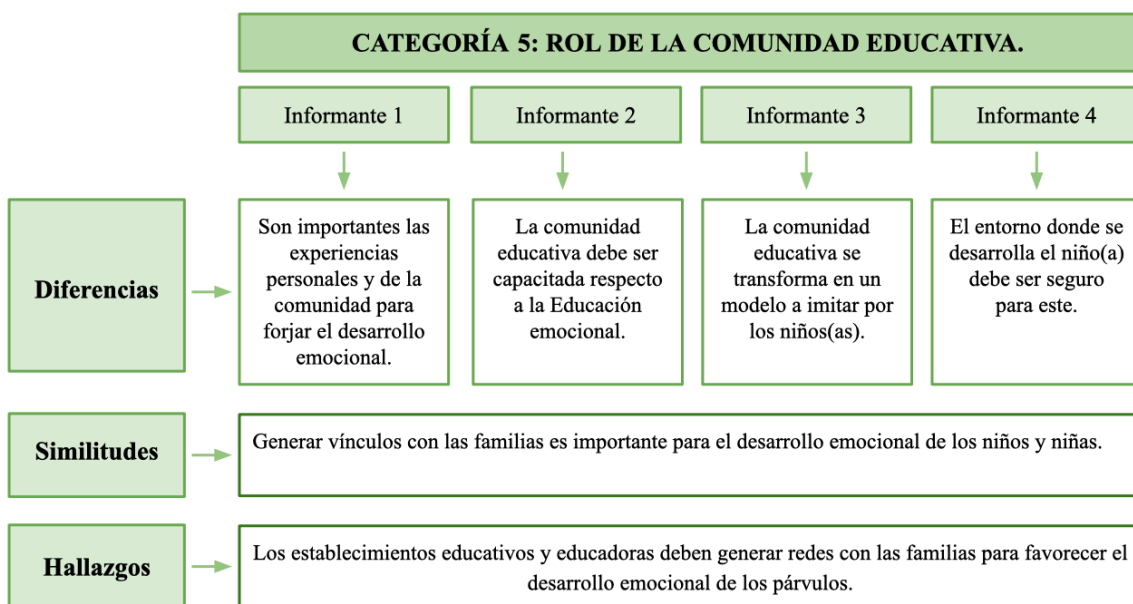 CATEGORÍA 5: ROL DE LA COMUNIDAD EDUCATIVA.
Informante 1
Informante 2
Informante 3
Informante 4
Diferencias
Son importantes las
experiencias
personales y de la
comunidad para
forjar el desarrollo
emocional.
La comunidad
educativa debe ser
capacitada respecto
a la Educación
emocional.
La comunidad
educativa se
transforma en un
modelo a imitar por
los niños(as).
El entorno donde se
desarrolla el niño(a)
debe ser seguro
para este.
Similitudes
Generar vínculos con las familias es importante para el desarrollo emocional de los niños y niñas.
Hallazgos
Los establecimientos educativos y educadoras deben generar redes con las familias para favorecer el
desarrollo emocional de los párvulos.